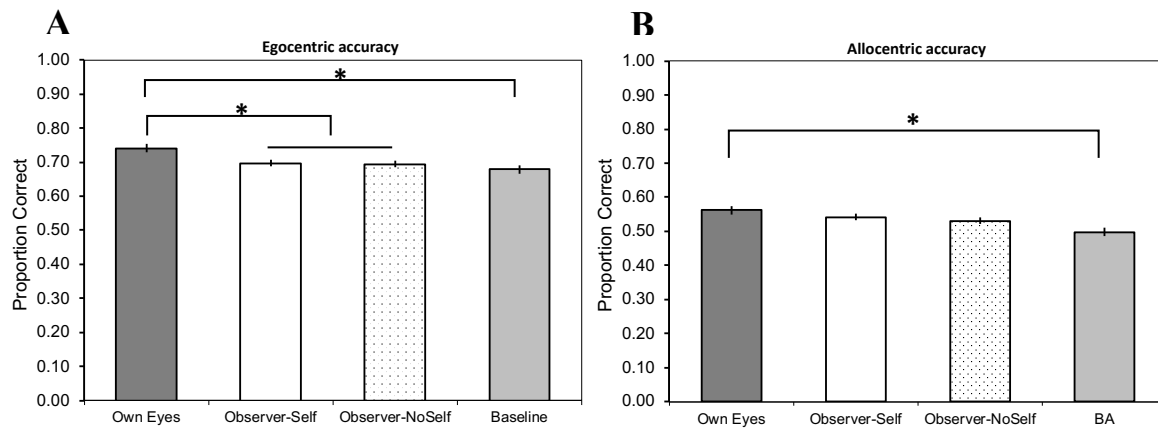 A
Egocentric accuracy
Proportion Correct
1.00
0.90
0.80
0.70
0.60
0.50
0.40
0.30
0.20
0.10
0.00
*
*
Own Eyes
Observer-Self
Observer-NoSelf
Baseline
B
Allocentric accuracy
Proportion Correct
1.00
0.90
0.80
0.70
0.60
0.50
0.40
0.30
0.20
0.10
0.00
*
Own Eyes
Observer-Self
Observer-NoSelf
BA